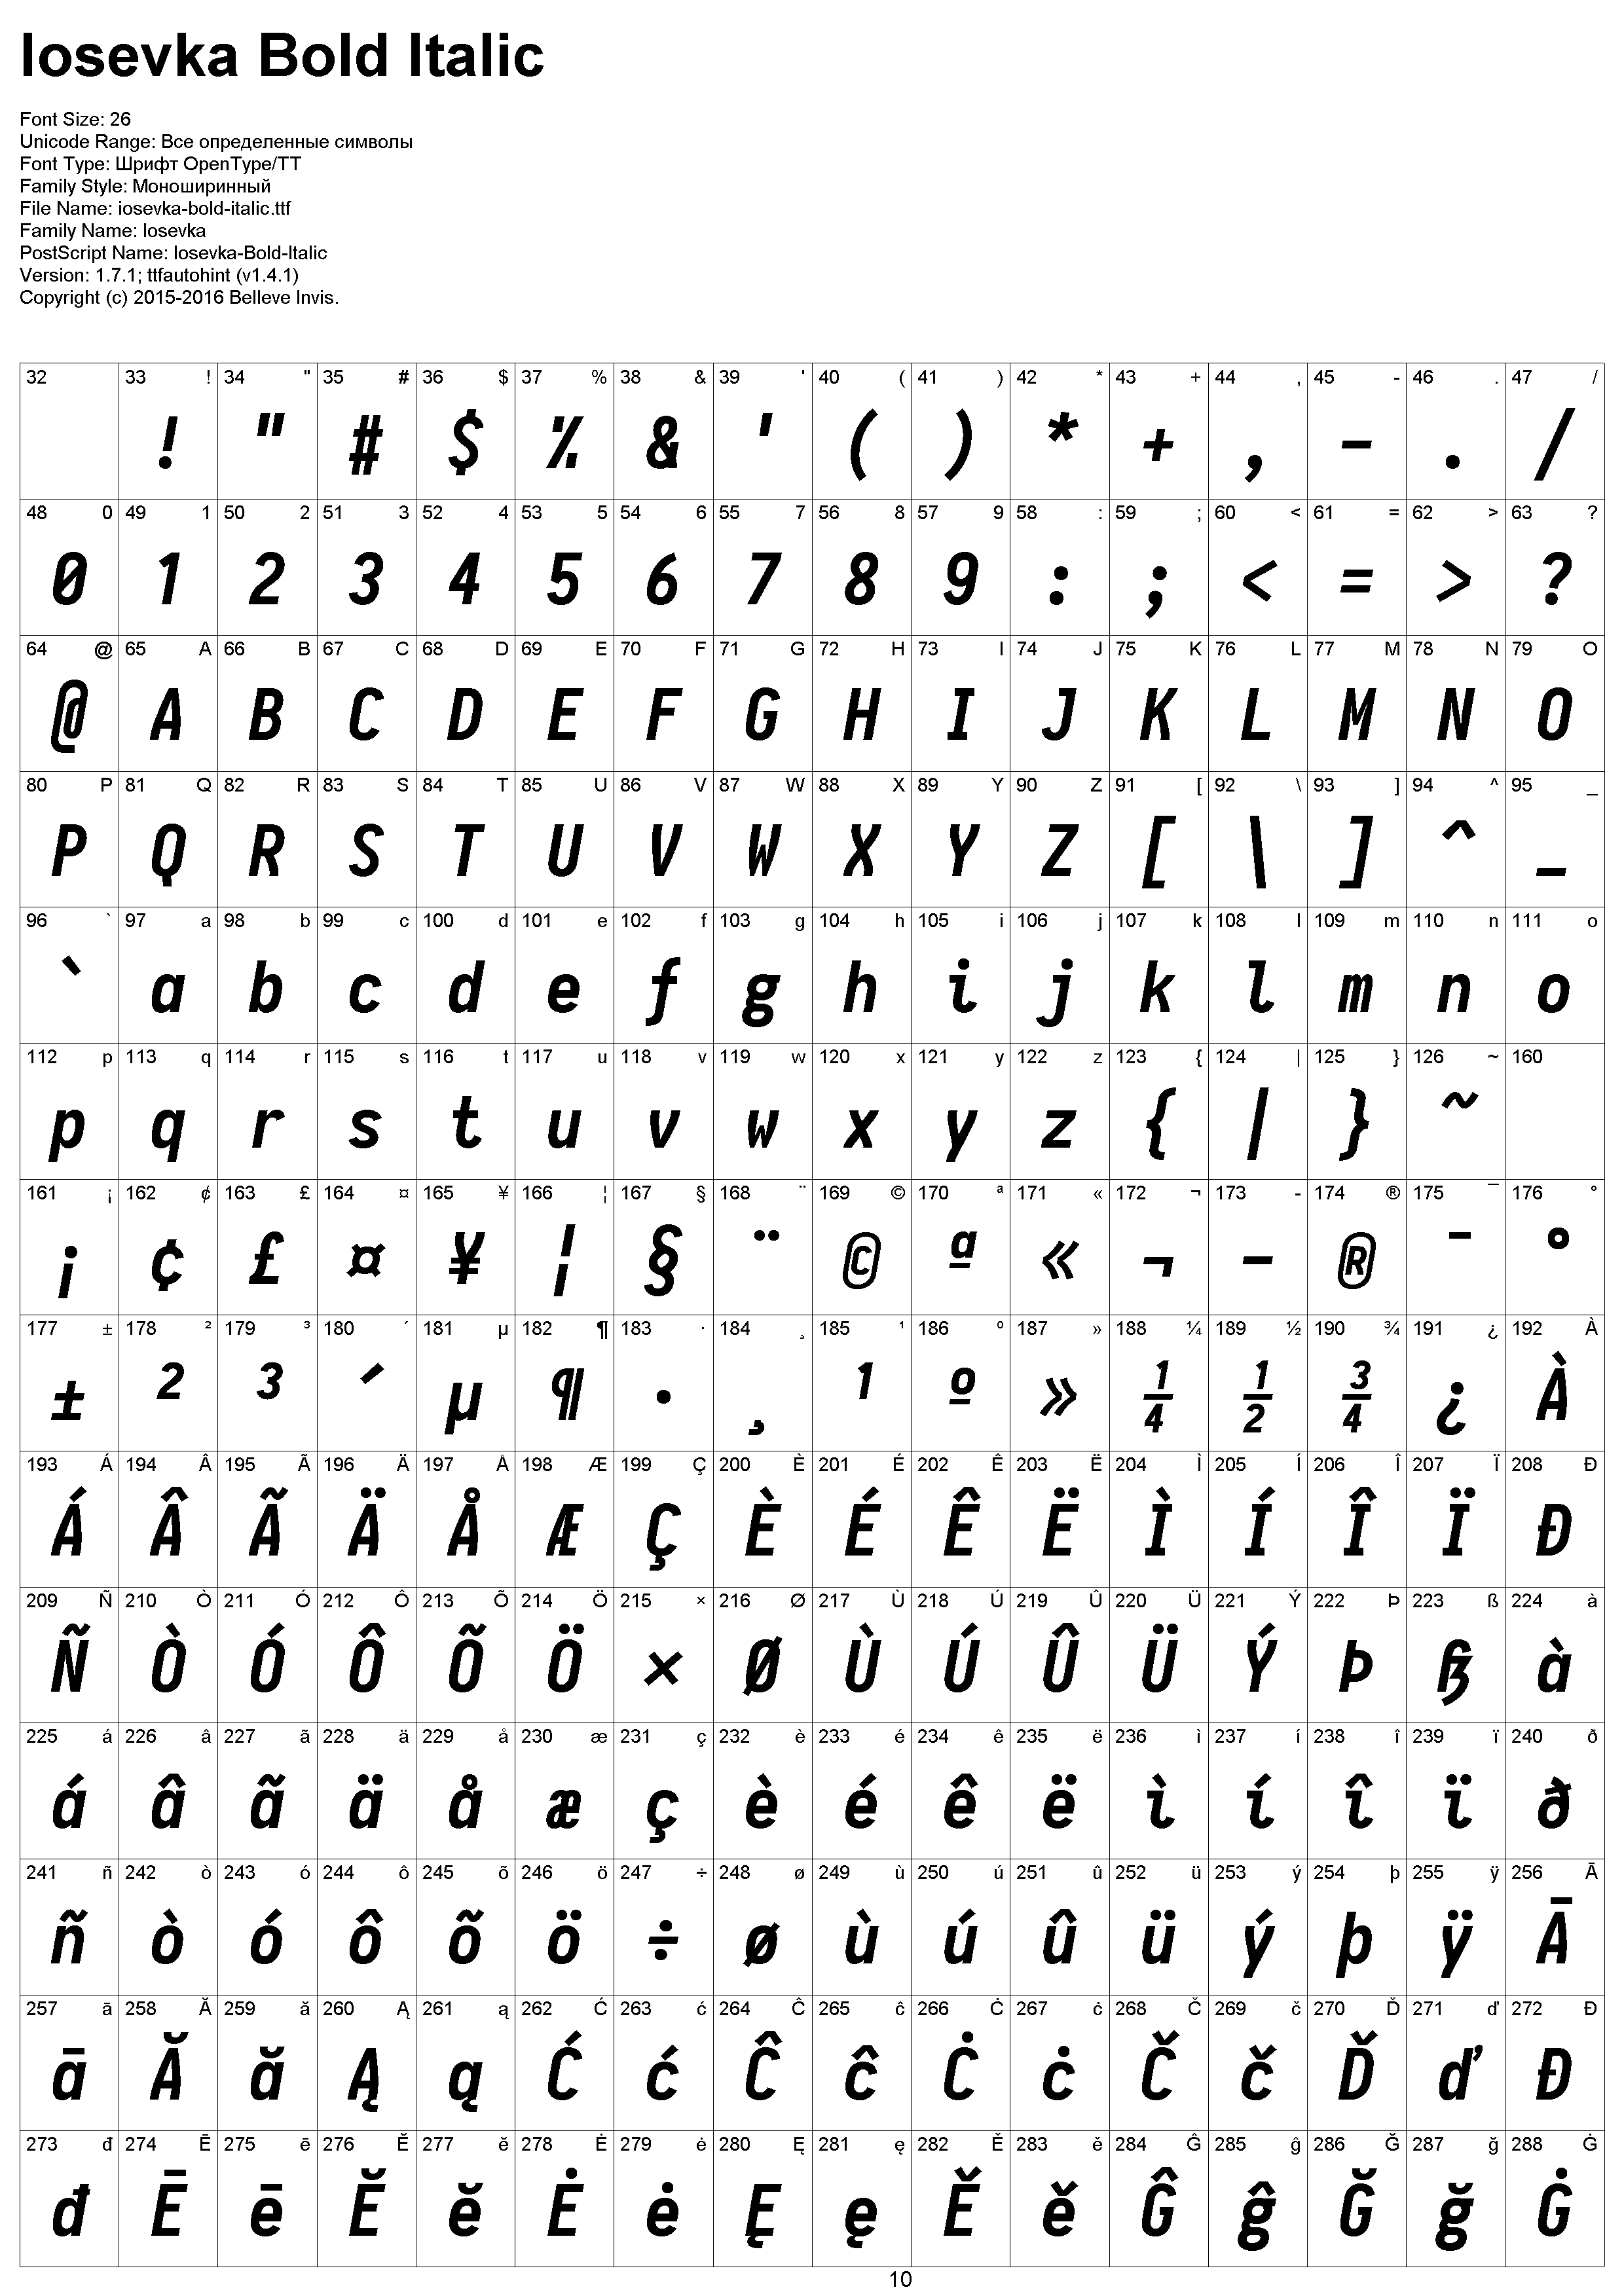 Iosevka Bold Italic
Font Size: 26
Unicode Range: Все определенные символы
Font Type: Шрифт OpenType/TT
Family Style: Моноширинный
File Name: iosevka-bold-italic.ttf
Family Name: Iosevka
PostScript Name: Iosevka-Bold-Italic
Version: 1.7.1; ttfautohint (v1.4.1)
Copyright (c) 2015-2016 Belleve Invis.
32 33 ! 34 " 35 # 36 $ 37 % 38 & 39 ' 40 ( 41 ) 42 * 43 + 44 , 45 - 46 . 47 /
! " # $ % & ' ( ) * + , - . /
48 0 49 1 50 2 51 3 52 4 53 5 54 6 55 7 56 8 57 9 58 : 59 ; 60 < 61 = 62 > 63 ?
0 1 2 3 4 5 6 7 8 9 : ; < = > ?
64 @ 65 A 66 B 67 C 68 D 69 E 70 F 71 G 72 H 73 I 74 J 75 K 76 L 77 M 78 N 79 O
@ A B C D E F G H I J K L M N O
80 P 81 Q 82 R 83 S 84 T 85 U 86 V 87 W 88 X 89 Y 90 Z 91 [ 92 \ 93 ] 94 ^ 95 _
P Q R S T U V W X Y Z [ \ ] ^ _
96 ` 97 a 98 b 99 c 100 d 101 e 102 f 103 g 104 h 105 i 106 j 107 k 108 l 109 m 110 n 111 o
` a b c d e f g h i j k l m n o
112 p 113 q 114 r 115 s 116 t 117 u 118 v 119 w 120 x 121 y 122 z 123 { 124 | 125 } 126 ~ 160
p q r s t u v w x y z { | } ~
161 ¡ 162 ¢ 163 £ 164 ¤ 165 ¥ 166 ¦ 167 § 168 ¨ 169 © 170 ª 171 « 172 ¬ 173 - 174 ® 175 ¯ 176 °
¡ ¢ £ ¤ ¥ ¦ § ¨ © ª « ¬ - ® ¯ °
177 ± 178 ² 179 ³ 180 ´ 181 µ 182 ¶ 183 · 184 ¸ 185 ¹ 186 º 187 » 188 ¼ 189 ½ 190 ¾ 191 ¿ 192 À
± ² ³ ´ µ ¶ · ¸ ¹ º » ¼ ½ ¾ ¿ À
193 Á 194 Â 195 Ã 196 Ä 197 Å 198 Æ 199 Ç 200 È 201 É 202 Ê 203 Ë 204 Ì 205 Í 206 Î 207 Ï 208 Ð
Á Â Ã Ä Å Æ Ç È É Ê Ë Ì Í Î Ï Ð
209 Ñ 210 Ò 211 Ó 212 Ô 213 Õ 214 Ö 215 × 216 Ø 217 Ù 218 Ú 219 Û 220 Ü 221 Ý 222 Þ 223 ß 224 à
Ñ Ò Ó Ô Õ Ö × Ø Ù Ú Û Ü Ý Þ ß à
225 á 226 â 227 ã 228 ä 229 å 230 æ 231 ç 232 è 233 é 234 ê 235 ë 236 ì 237 í 238 î 239 ï 240 ð
á â ã ä å æ ç è é ê ë ì í î ï ð
241 ñ 242 ò 243 ó 244 ô 245 õ 246 ö 247 ÷ 248 ø 249 ù 250 ú 251 û 252 ü 253 ý 254 þ 255 ÿ 256 Ā
ñ ò ó ô õ ö ÷ ø ù ú û ü ý þ ÿ Ā
257 ā 258 Ă 259 ă 260 Ą 261 ą 262 Ć 263 ć 264 Ĉ 265 ĉ 266 Ċ 267 ċ 268 Č 269 č 270 Ď 271 ď 272 Đ
ā Ă ă Ą ą Ć ć Ĉ ĉ Ċ ċ Č č Ď ď Đ
273 đ 274 Ē 275 ē 276 Ĕ 277 ĕ 278 Ė 279 ė 280 Ę 281 ę 282 Ě 283 ě 284 Ĝ 285 ĝ 286 Ğ 287 ğ 288 Ġ
đ Ē ē Ĕ ĕ Ė ė Ę ę Ě ě Ĝ ĝ Ğ ğ Ġ
10